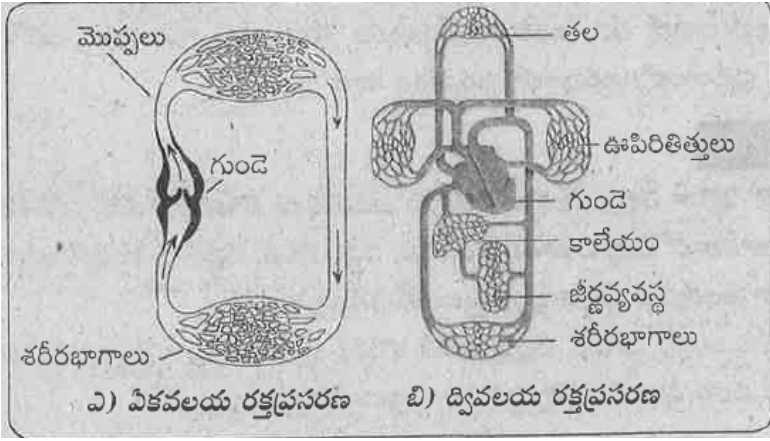 మొప్పలు
గుండె
శరీరభాగాలు
ఎ) ఏకవలయ రక్తప్రసరణ
తల
ఊపిరితిత్తులు
గుండె
కాలేయం
జీర్ణవ్యవస్థ
శరీరభాగాలు
బి) ద్వివలయ రక్తప్రసరణ